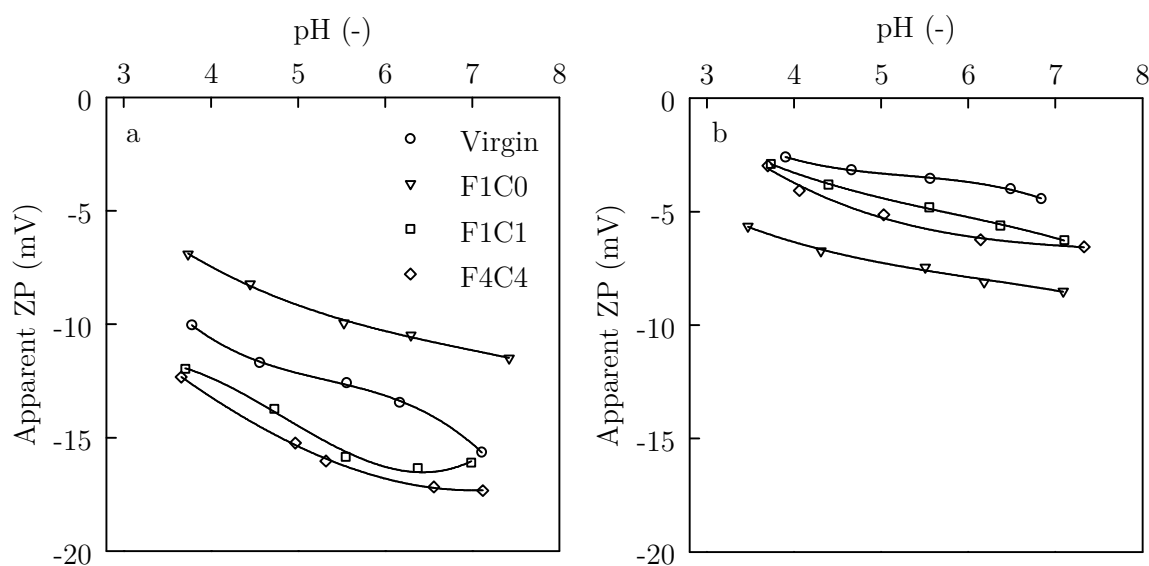 pH (-)
3 4 5 6 7 8
0
-5
-10
-15
-20
Apparent ZP (mV)
a
Virgin
F1C0
F1C1
F4C4
pH (-)
3 4 5 6 7 8
0
-5
-10
-15
-20
Apparent ZP (mV)
b